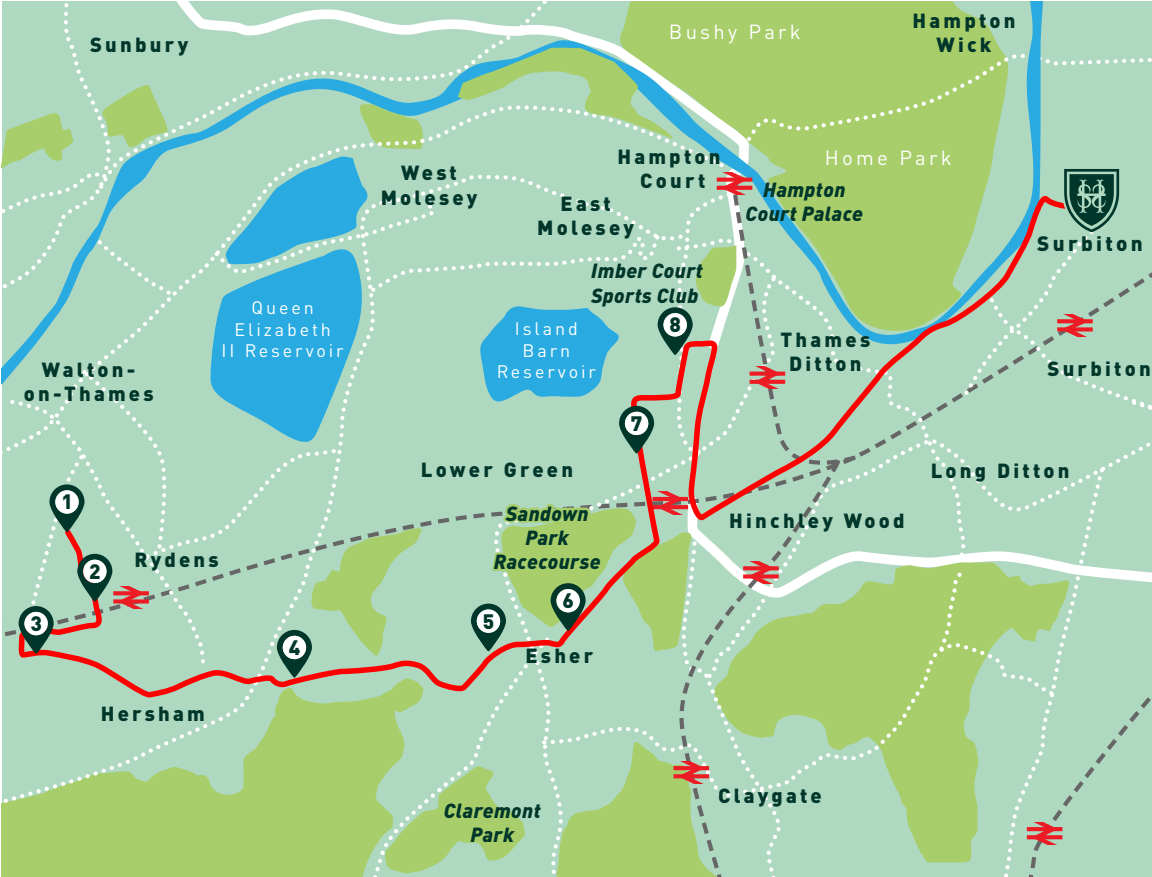 Hampton
Wick
Bushy Park
Sunbury
Home Park
Hampton
Court
West
Molesey
Hampton
Court Palace
East
Molesey
Surbiton
Imber Court
Sports Club
Queen
Elizabeth
II Reservoir
Island
Barn
Reservoir
8
Thames
Ditton
Walton-
on-Thames
Surbiton
7
Lower Green
Long Ditton
1
Sandown
Park
Racecourse
Hinchley Wood
Rydens
2
6
3
5
4
Esher
Hersham
Claygate
Claremont
Park